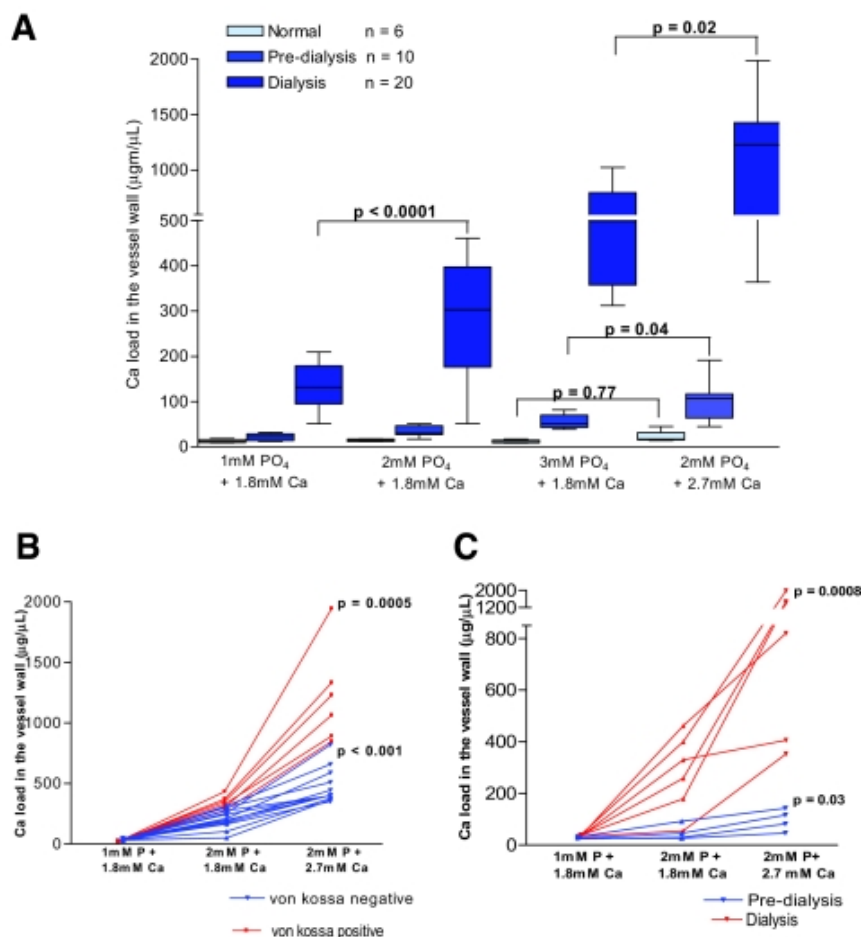 A
Normal n = 6
Pre-dialysis n = 10
Dialysis n = 20
p = 0.02
p < 0.0001
p = 0.04
p = 0.77
Ca load in the vessel wall (µgm/µL)
2000
1500
1000
500
400
300
200
100
0
1mM PO4 + 1.8mM Ca
2mM PO4 + 1.8mM Ca
3mM PO4 + 1.8mM Ca
2mM PO4 + 2.7mM Ca
B
Ca load in the vessel wall (µg/µL)
2000
1500
1000
500
0
p = 0.0005
p < 0.001
1mM P + 1.8mM Ca
2mM P + 1.8mM Ca
2mM P + 2.7mM Ca
von kossa negative
von kossa positive
C
Ca load in the vessel wall (µg/µL)
2000
1200
800
600
400
200
0
p = 0.0008
p = 0.03
1mM P + 1.8mM Ca
2mM P + 1.8mM Ca
2mM P+ 2.7 mM Ca
Pre-dialysis
Dialysis